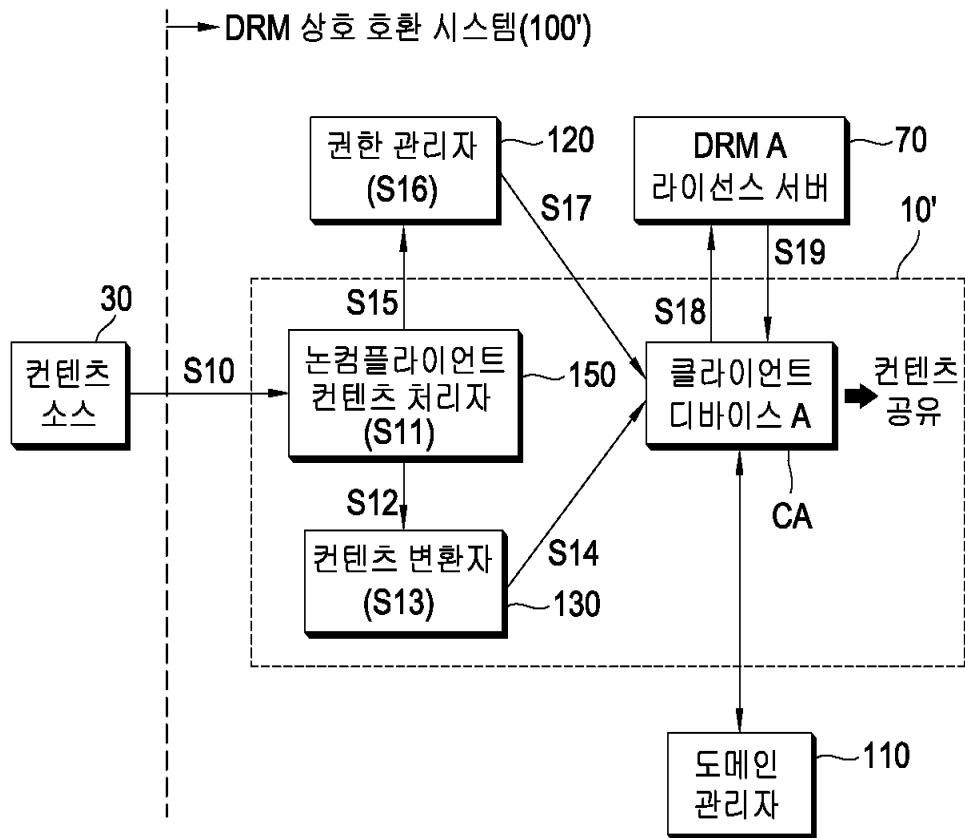 DRM 상호 호환 시스템(100')
권한 관리자
(S16)
120
DRM A
라이선스 서버
70
S17
10'
S15
S18
S19
30
컨텐츠
소스
S10
논컴플라이언트
컨텐츠 처리자
(S11)
150
클라이언트
디바이스 A
컨텐츠
공유
S12
S14
CA
컨텐츠 변환자
(S13)
130
도메인
관리자
110